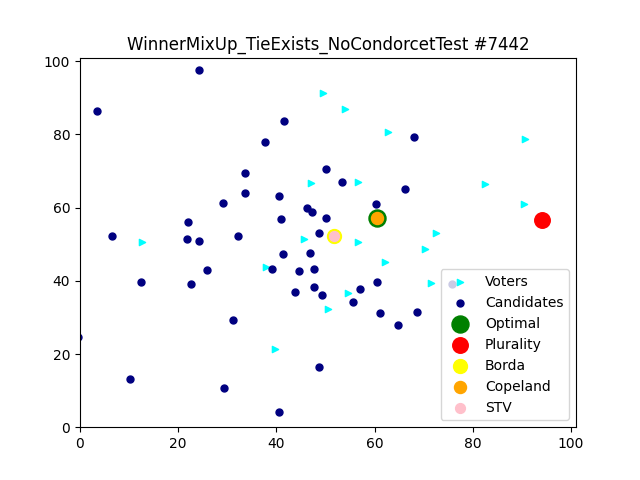 WinnerMixUp_TieExists_NoCondorcetTest #7442
100
80
60
40
20
0
0 20 40 60 80 100
Voters
Candidates
Optimal
Plurality
Borda
Copeland
STV